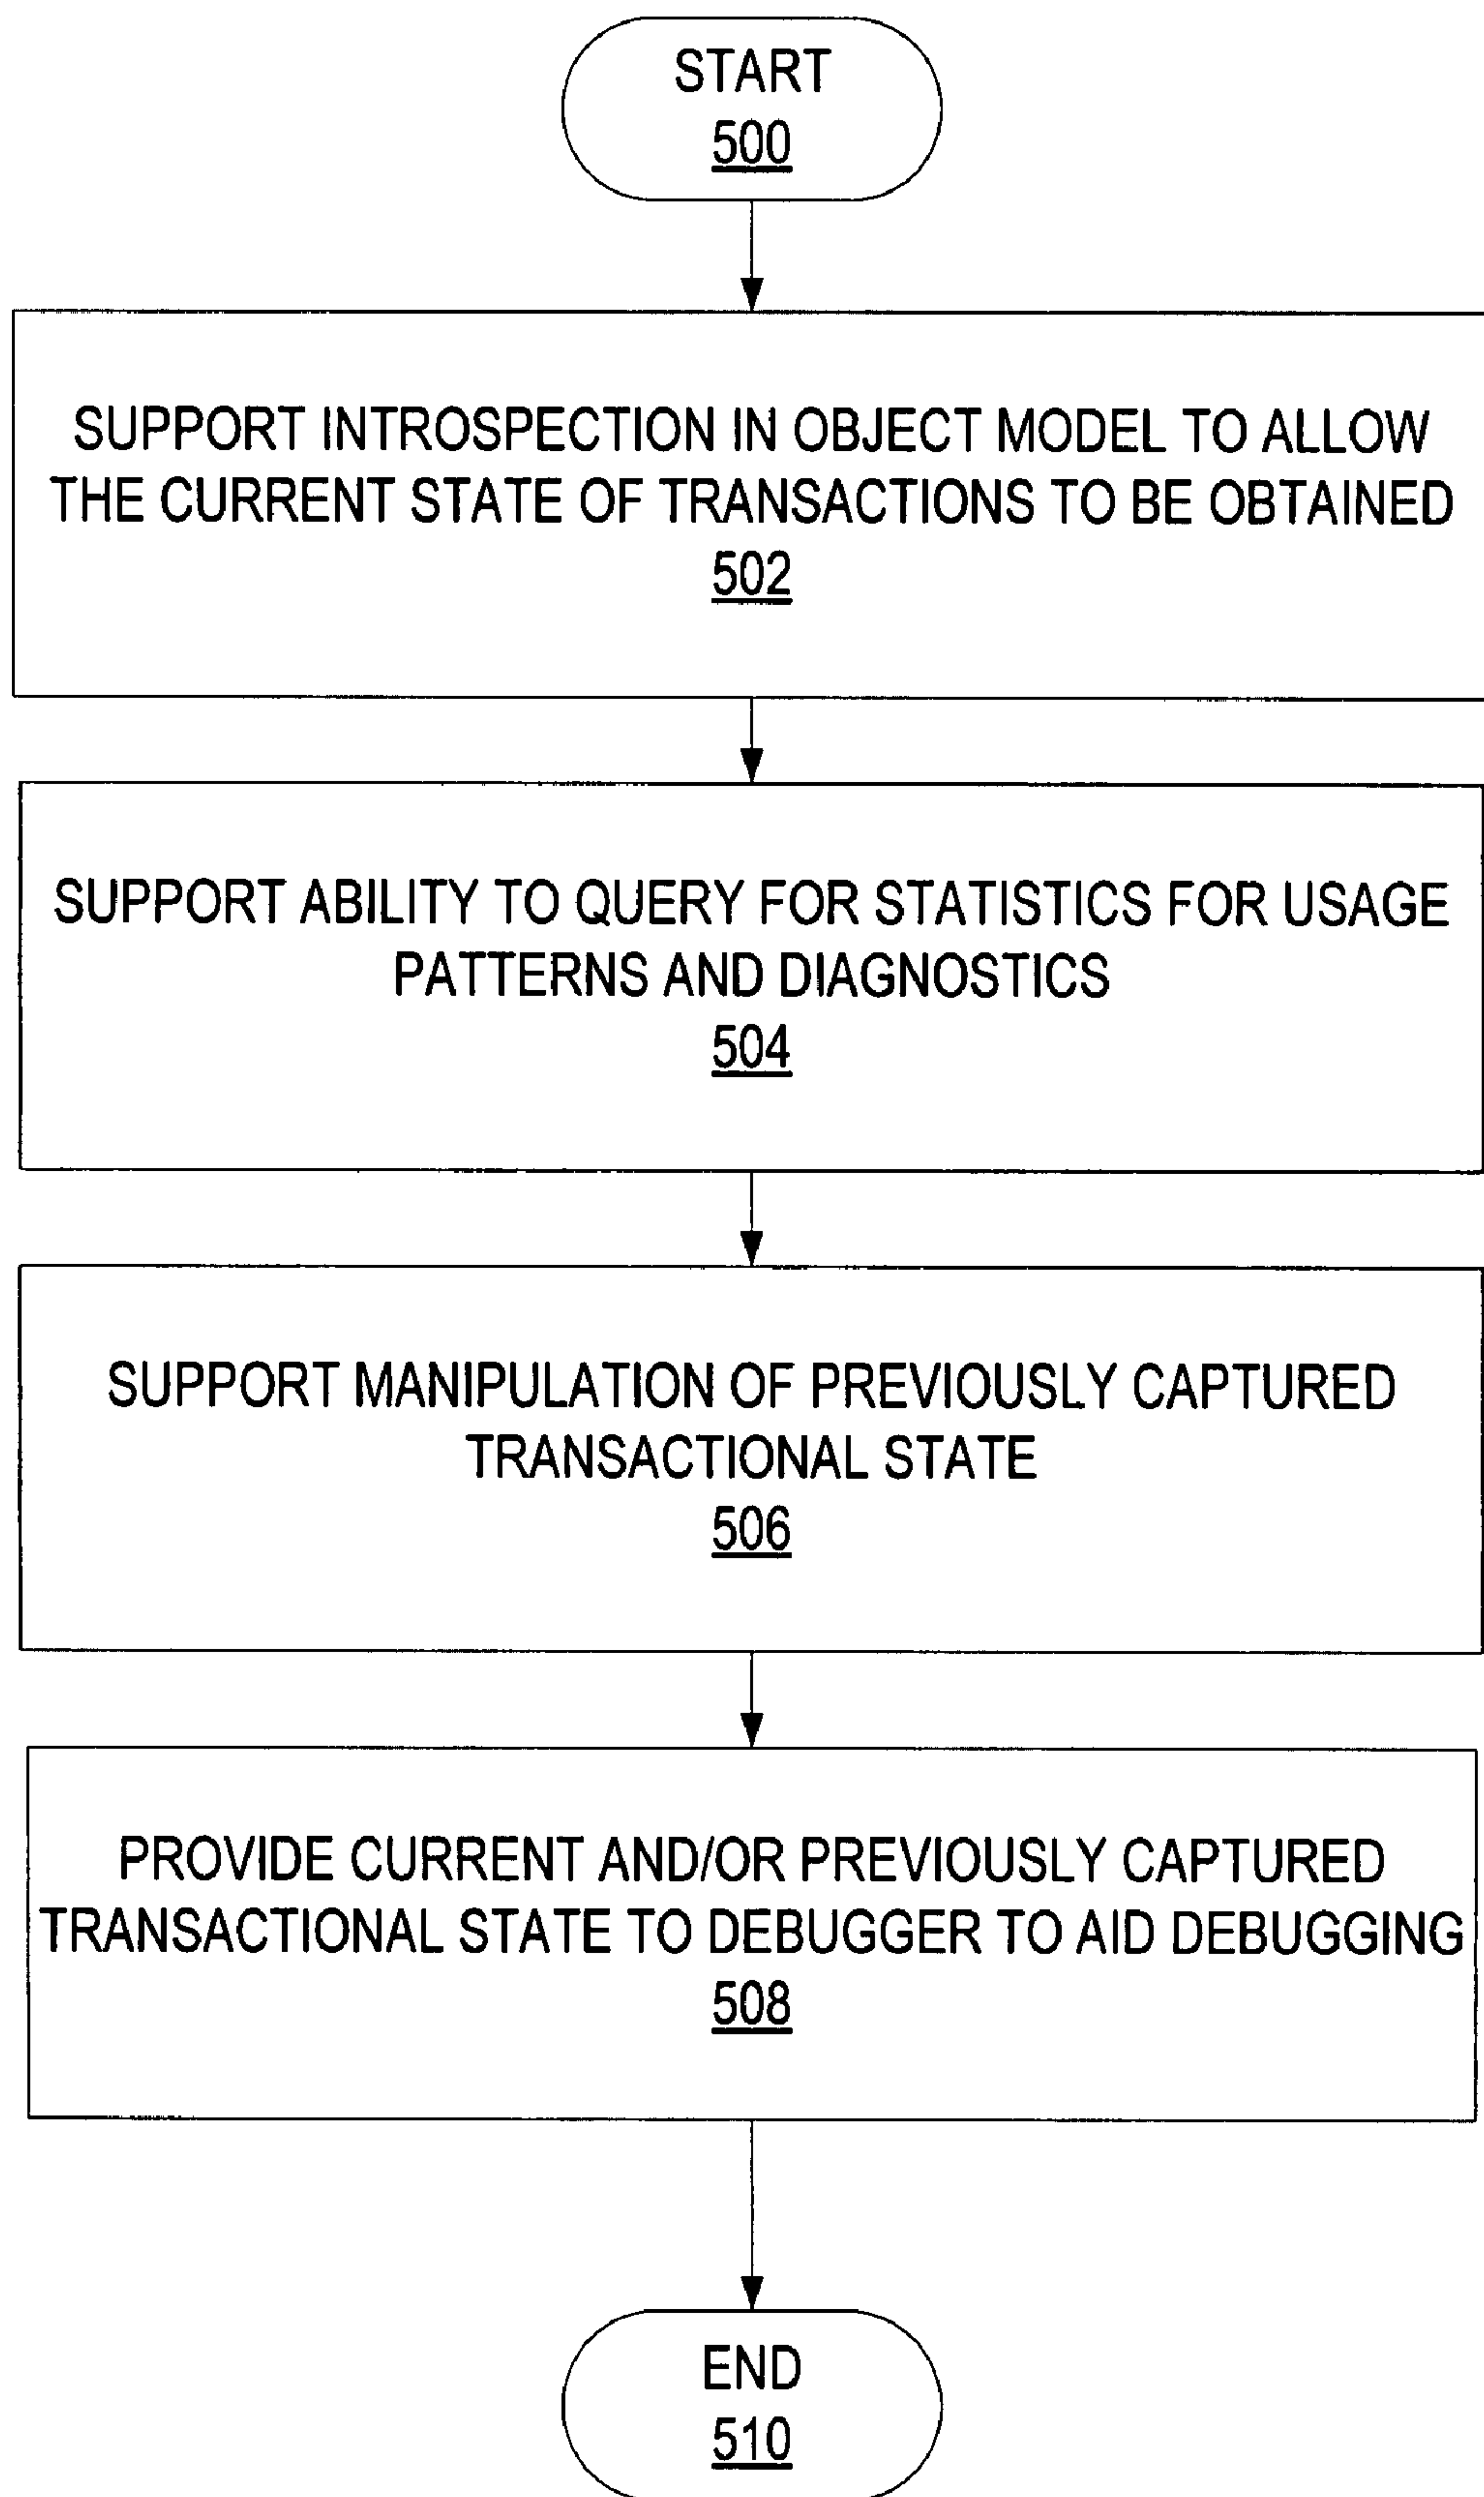 START
500
SUPPORT INTROSPECTION IN OBJECT MODEL TO ALLOW
THE CURRENT STATE OF TRANSACTIONS TO BE OBTAINED
502
SUPPORT ABILITY TO QUERY FOR STATISTICS FOR USAGE
PATTERNS AND DIAGNOSTICS
504
SUPPORT MANIPULATION OF PREVIOUSLY CAPTURED
TRANSACTIONAL STATE
506
PROVIDE CURRENT AND/OR PREVIOUSLY CAPTURED
TRANSACTIONAL STATE TO DEBUGGER TO AID DEBUGGING
508
END
510